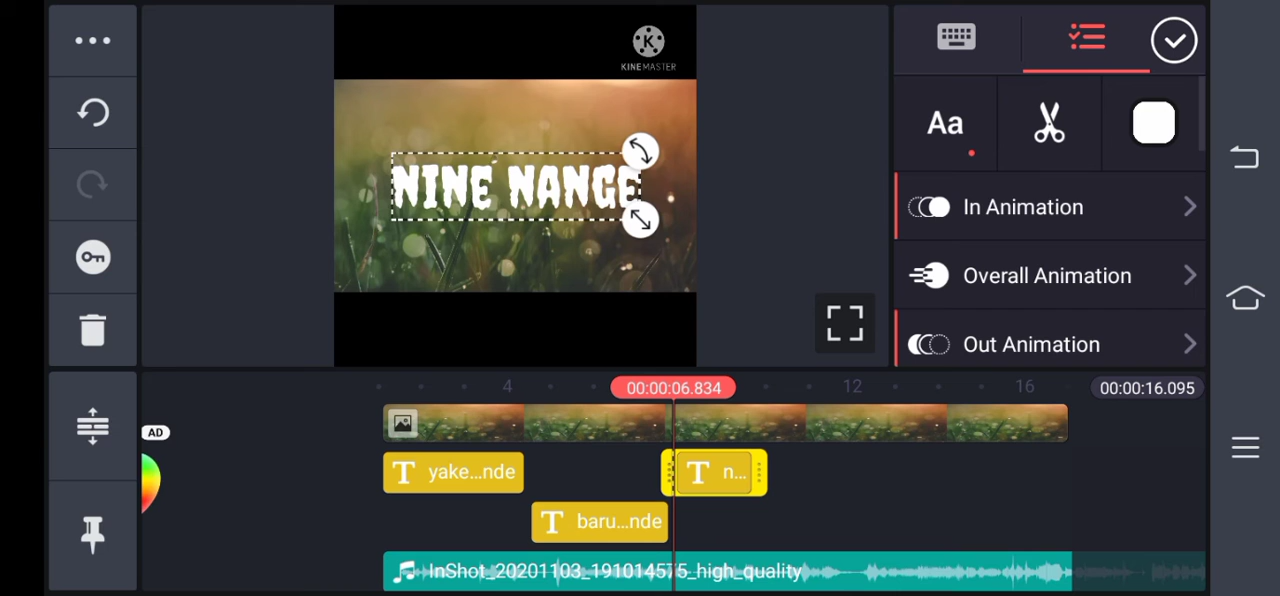 KINEMASTER
NINE NANGE
Aa
In Animation
Overall Animation
Out Animation
4
00:00:06.834
12
16
00:00:16.095
AD
T yake...nde
T n...
T baru...nde
InShot_20201103_191014575_high_quality